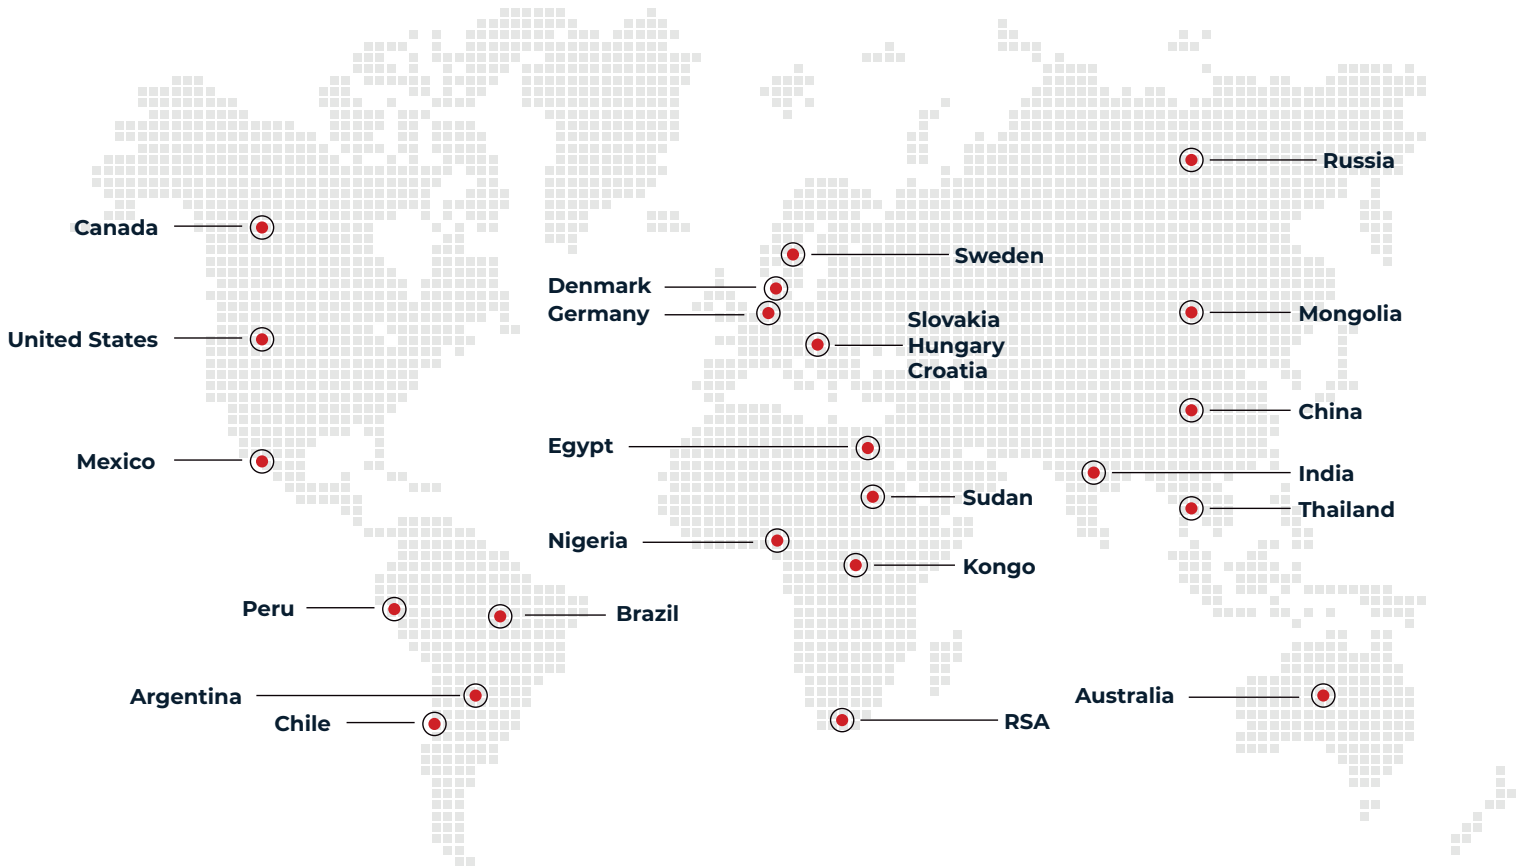 Russia
Canada
Sweden
Denmark
Germany
Slovakia
Hungary
Croatia
Mongolia
United States
China
Egypt
Mexico
India
Sudan
Thailand
Nigeria
Kongo
Peru
Brazil
Argentina
Australia
Chile
RSA